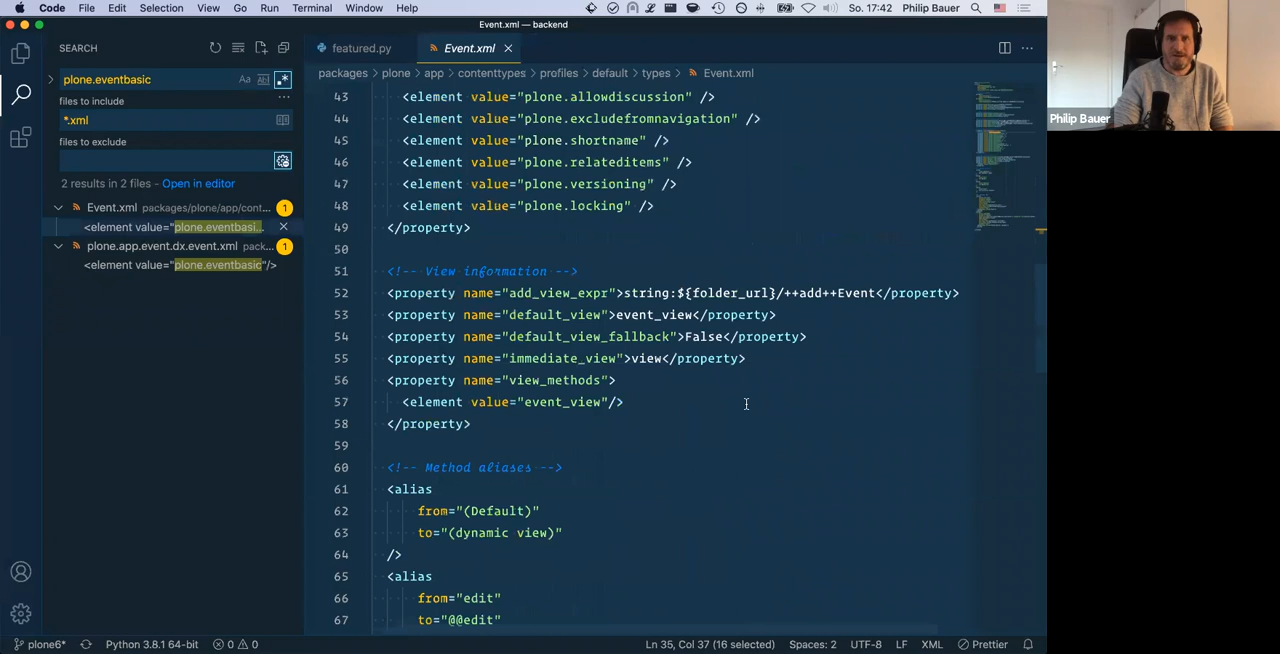 Code File Edit Selection View Go Run Terminal Window Help So. 17:42 Philip Bauer
Event.xml — backend
SEARCH
featured.py
Event.xml
plone.eventbasic
Aa Ab
files to include
*.xml
files to exclude
2 results in 2 files - Open in editor
Event.xml packages/plone/app/cont... 1
<element value="plone.eventbasi...
plone.app.event.dx.event.xml pack... 1
<element value="plone.eventbasic"/>
packages > plone > app > contenttypes > profiles > default > types > Event.xml
43 <element value="plone.allowdiscussion" />
44 <element value="plone.excludefromnavigation" />
45 <element value="plone.shortname" />
46 <element value="plone.relateditems" />
47 <element value="plone.versioning" />
48 <element value="plone.locking" />
49 </property>
50
51 <!-- View information -->
52 <property name="add_view_expr">string:${folder_url}/++add++Event</property>
53 <property name="default_view">event_view</property>
54 <property name="default_view_fallback">False</property>
55 <property name="immediate_view">view</property>
56 <property name="view_methods">
57 <element value="event_view"/>
58 </property>
59
60 <!-- Method aliases -->
61 <alias
62 from="(Default)"
63 to="(dynamic view)"
64 />
65 <alias
66 from="edit"
67 to="@@edit"
Philip Bauer
plone6* Python 3.8.1 64-bit 0 0 Ln 35, Col 37 (16 selected) Spaces: 2 UTF-8 LF XML Prettier